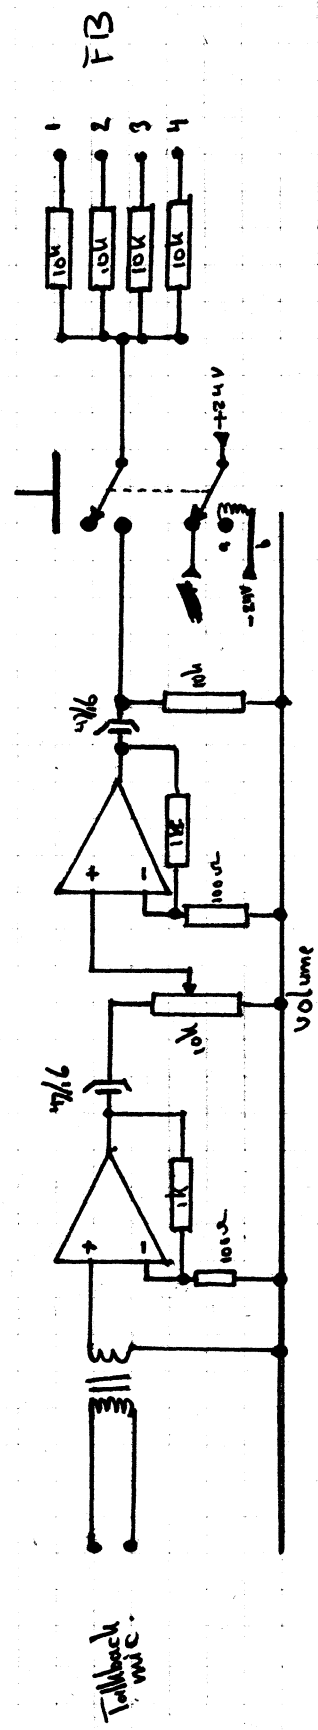 Talkback
mic.
+
-
1K
100Ω
47/16
10K
volume
+
-
100Ω
47/16
10K
-24V
a
b
+24V
10K
10K
10K
10K
1
2
3
4
FB